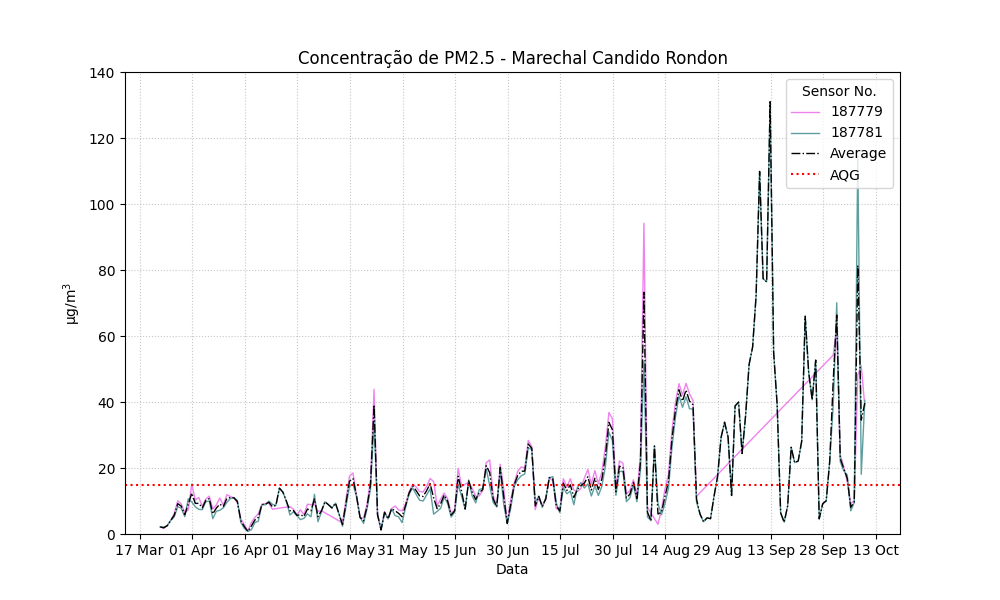 Concentração de PM2.5 - Marechal Candido Rondon
140
120
100
80
60
40
20
0
µg/m³
Sensor No.
187779
187781
Average
AQG
17 Mar 01 Apr 16 Apr 01 May 16 May 31 May 15 Jun 30 Jun 15 Jul 30 Jul 14 Aug 29 Aug 13 Sep 28 Sep 13 Oct
Data